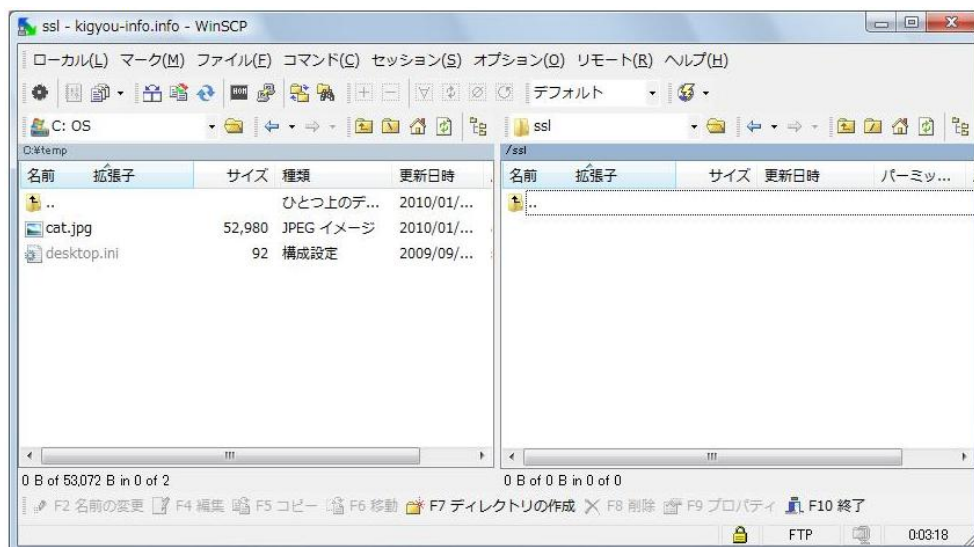 ssl - kigyou-info.info - WinSCP
ローカル(L) マーク(M) ファイル(F) コマンド(C) セッション(S) オプション(O) リモート(R) ヘルプ(H)
デフォルト
C: OS
ssl
C:¥temp
/ssl
名前 拡張子 サイズ 種類 更新日時
名前 拡張子 サイズ 更新日時 パーミッ...
.. ひとつ上のデ... 2010/01/...
..
cat.jpg 52,980 JPEG イメージ 2010/01/...
desktop.ini 92 構成設定 2009/09/...
0 B of 53,072 B in 0 of 2
0 B of 0 B in 0 of 0
F2 名前の変更 F4 編集 F5 コピー F6 移動 F7 ディレクトリの作成 F8 削除 F9 プロパティ F10 終了
FTP 0:03:18